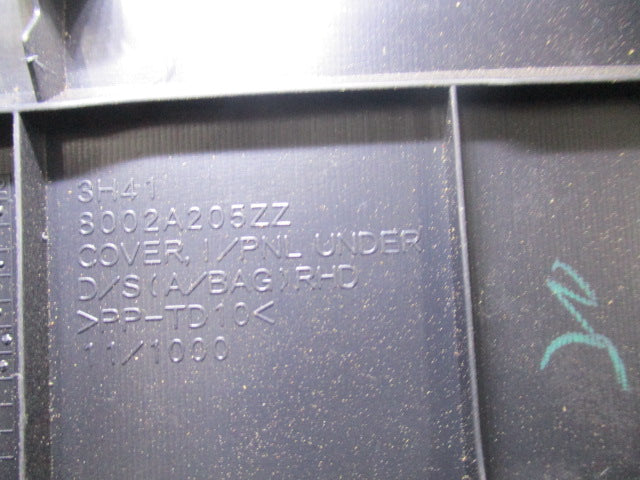 3H41
8002A205ZZ
COVER, I/PNL UNDER
D/S(A/BAG)RHD
>PP-TD10<
11/1000